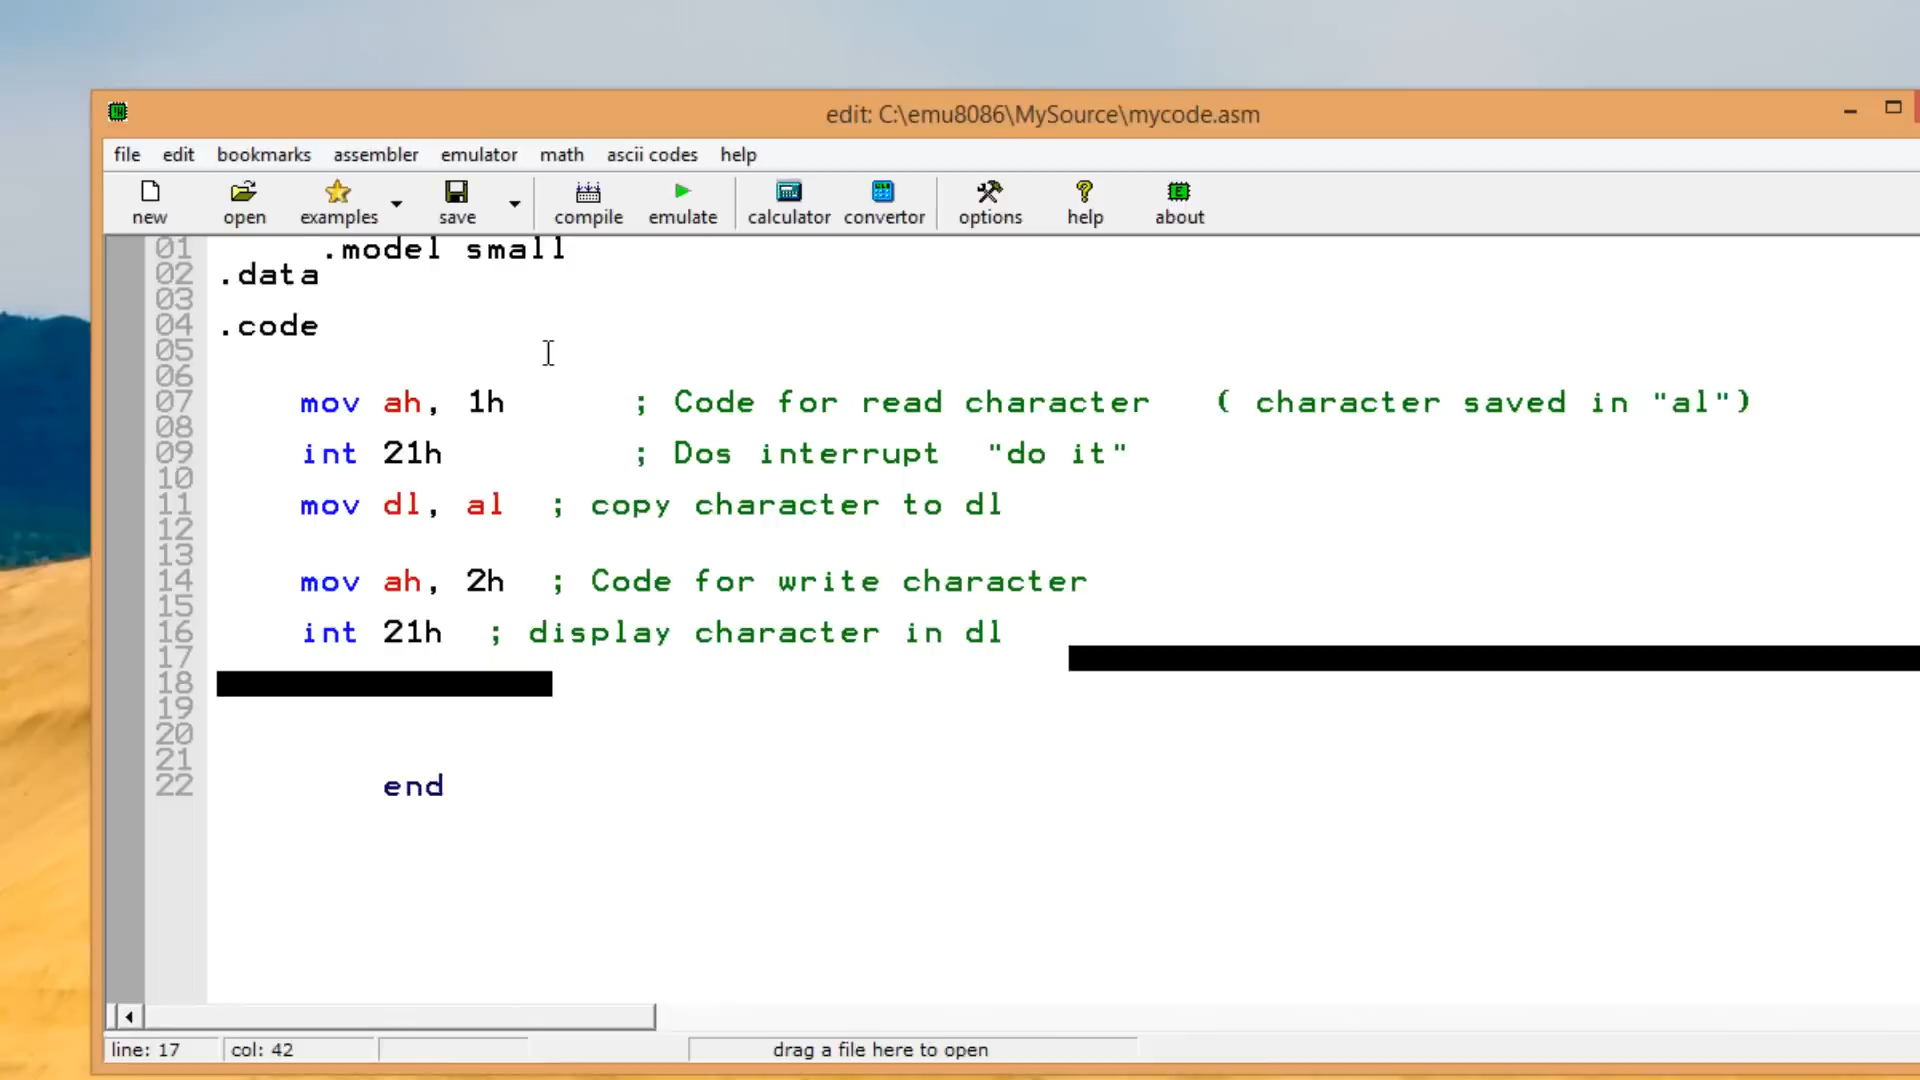 edit: C:\emu8086\MySource\mycode.asm
file edit bookmarks assembler emulator math ascii codes help
new open examples save compile emulate calculator convertor options help about
01 .model small
02 .data
03
04 .code
05
06
07 mov ah, 1h ; Code for read character ( character saved in "al")
08
09 int 21h ; Dos interrupt "do it"
10
11 mov dl, al ; copy character to dl
12
13
14 mov ah, 2h ; Code for write character
15
16 int 21h ; display character in dl
17
18
19
20
21
22 end
line: 17 col: 42 drag a file here to open